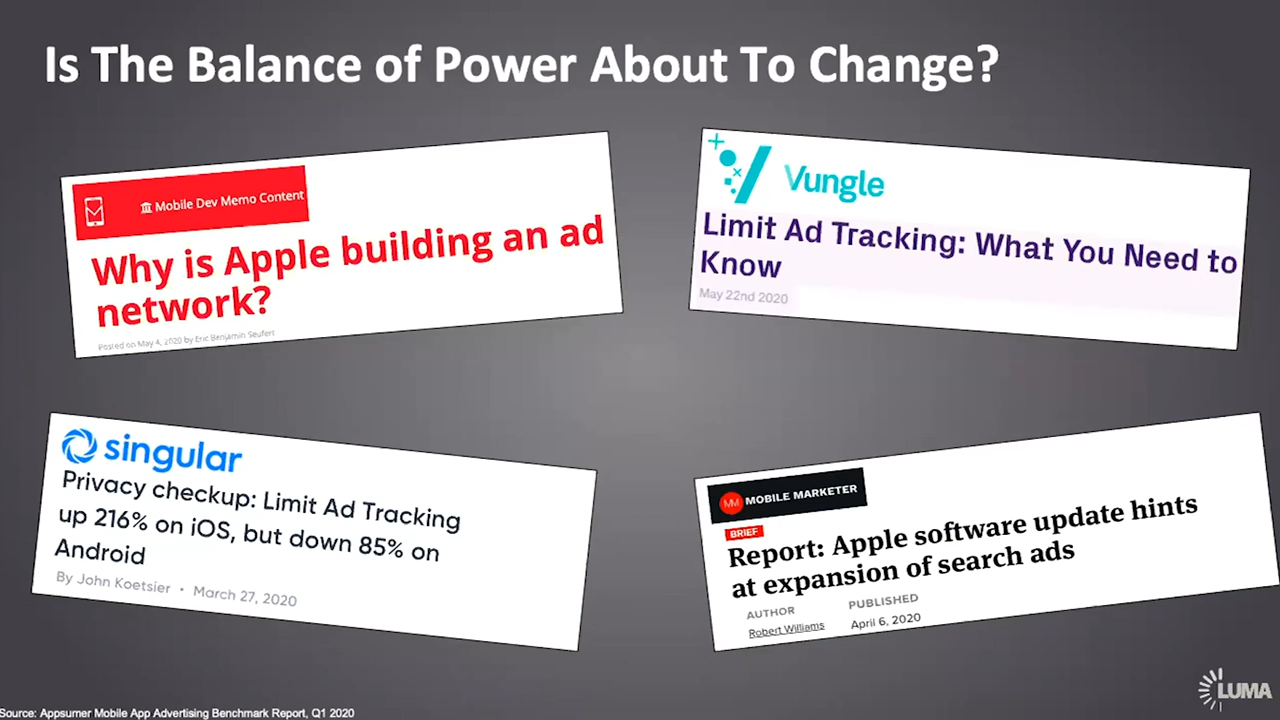 Is The Balance of Power About To Change?
Mobile Dev Memo Content
Why is Apple building an ad
network?
Posted on May 4, 2020 by Eric Benjamin Seufert
Vungle
Limit Ad Tracking: What You Need to
Know
May 22nd 2020
singular
Privacy checkup: Limit Ad Tracking
up 216% on iOS, but down 85% on
Android
By John Koetsier • March 27, 2020
MM MOBILE MARKETER
BRIEF
Report: Apple software update hints
at expansion of search ads
AUTHOR PUBLISHED
Robert Williams April 6, 2020
LUMA
Source: Appsumer Mobile App Advertising Benchmark Report, Q1 2020